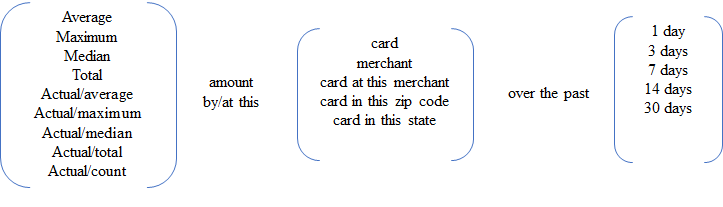 Average
Maximum
Median
Total
Actual/average
Actual/maximum
Actual/median
Actual/total
Actual/count
amount
by/at this
card
merchant
card at this merchant
card in this zip code
card in this state
over the past
1 day
3 days
7 days
14 days
30 days